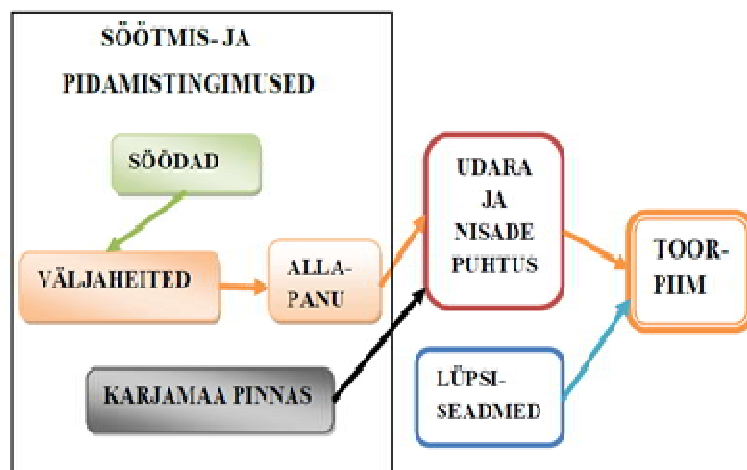 SÖÖTMIS- JA
PIDAMISTINGIMUSED
SÖÖDAD
VÄLJAHEITED
ALLA-
PANU
KARJAMAA PINNAS
UDARA
JA
NISADE
PUHTUS
LÜPSI-
SEADMED
TOOR-
PIIM